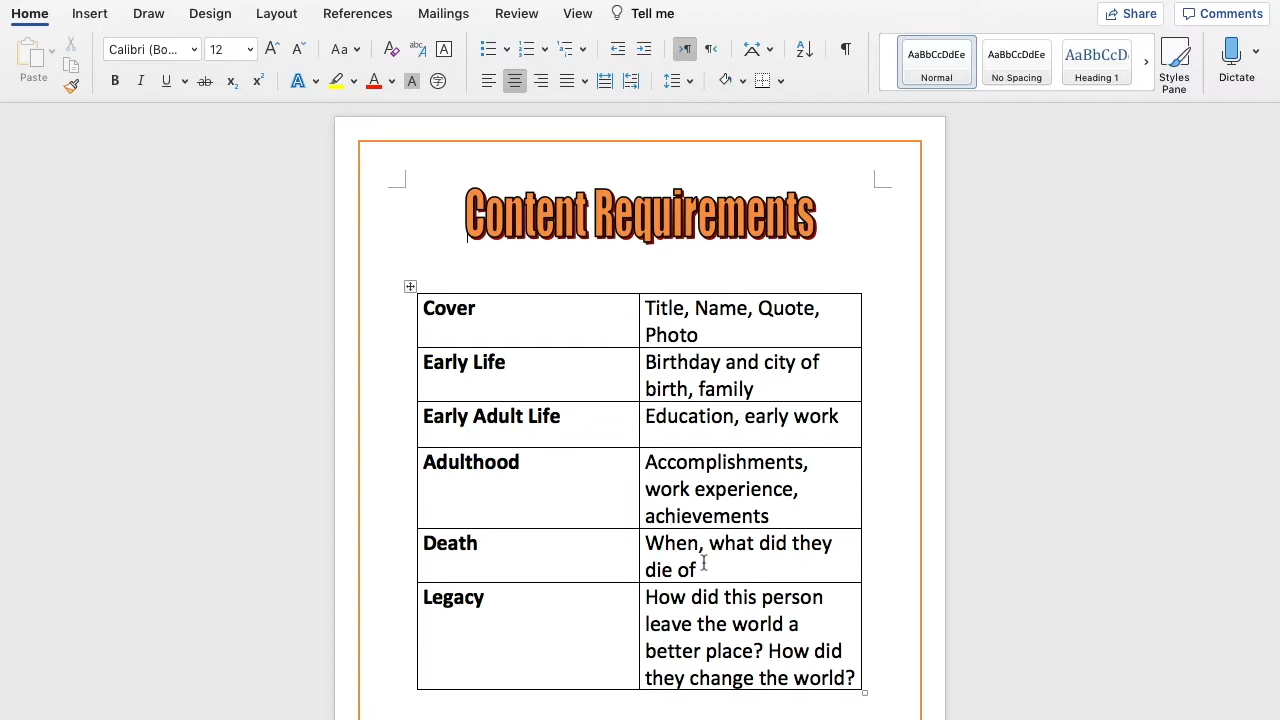 Home Insert Draw Design Layout References Mailings Review View Tell me Share Comments
Paste Calibri (Bo... 12 Aa AaBbCcDdEe AaBbCcDdEe AaBbCcD
Normal No Spacing Heading 1 Styles Pane Dictate
Content Requirements
Cover Title, Name, Quote,
Photo
Early Life Birthday and city of
birth, family
Early Adult Life Education, early work
Adulthood Accomplishments,
work experience,
achievements
Death When, what did they
die of
Legacy How did this person
leave the world a
better place? How did
they change the world?